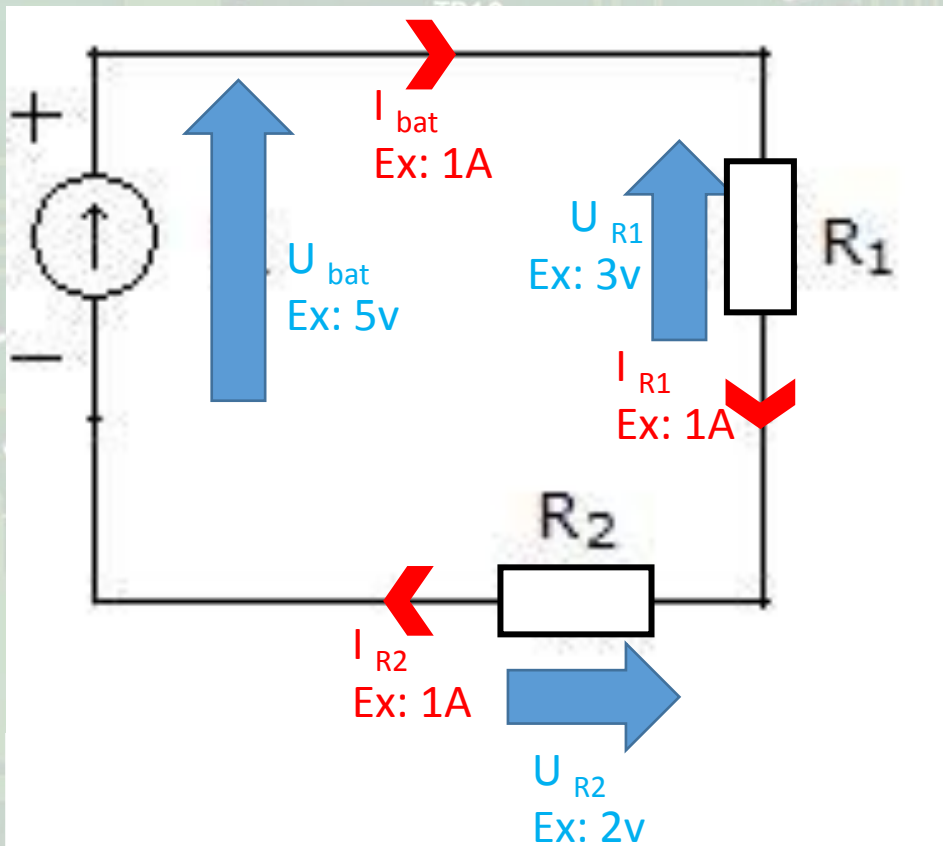 +
I bat
Ex: 1A
U bat
Ex: 5v
−
U R1
Ex: 3v
R1
I R1
Ex: 1A
R2
I R2
Ex: 1A
U R2
Ex: 2v